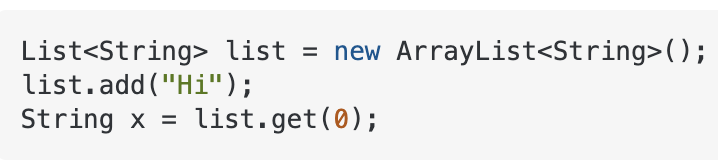 List<String> list = new ArrayList<String>();
list.add("Hi");
String x = list.get(0);